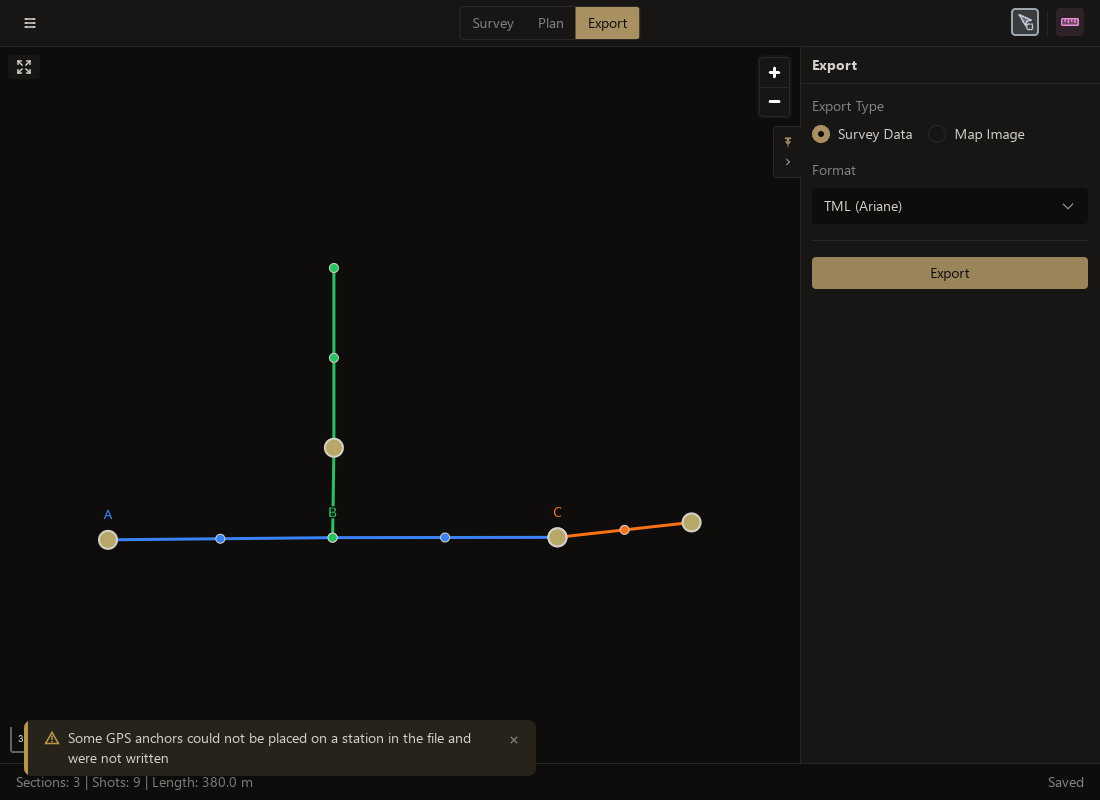 Survey Plan Export
Export
Export Type
Survey Data Map Image
Format
TML (Ariane)
Export
A
B
C
3
Some GPS anchors could not be placed on a station in the file and
were not written
Sections: 3 | Shots: 9 | Length: 380.0 m
Saved